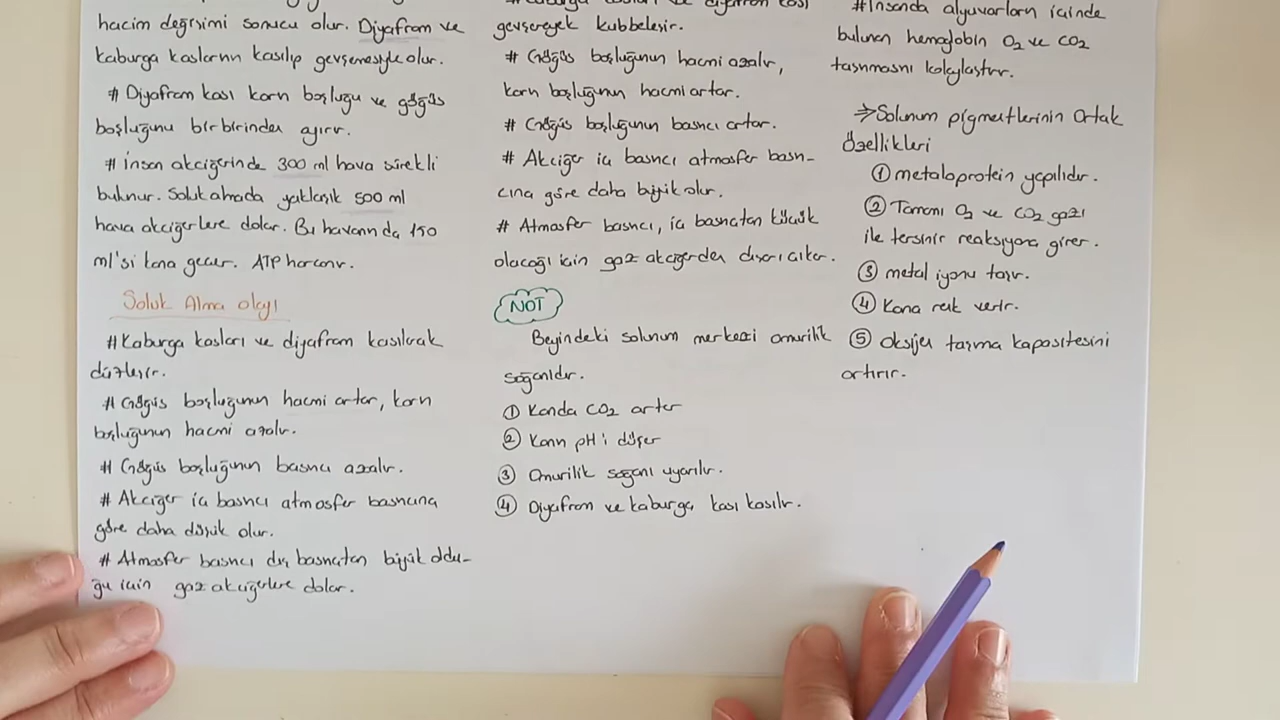 hacim değişimi sonucu olur. Diyafram ve
kaburga kaslarının kasılıp gevşemesiyle olur.
# Diyafram kası karın boşluğu ve göğüs
boşluğunu birbirinden ayırır.
# İnsan akciğerinde 300 ml hava sürekli
bulunur. Soluk almada yaklaşık 500 ml
hava akciğerlere dolar. Bu havanın da 150
ml'si kana geçer. ATP harcanır.
Soluk Alma olayı
# Kaburga kasları ve diyafram kasılarak
düzleşir.
# Göğüs boşluğunun hacmi artar, karın
boşluğunun hacmi azalır.
# Göğüs boşluğunun basıncı azalır.
# Akciğer iç basıncı atmosfer basıncına
göre daha düşük olur.
# Atmosfer basıncı dış basınçtan büyük oldu-
ğu için gaz akciğerlere dolar.
gevşeyerek kubbeleşir.
# Göğüs boşluğunun hacmi azalır,
karın boşluğunun hacmi artar.
# Göğüs boşluğunun basıncı artar.
# Akciğer iç basıncı atmosfer basın-
cına göre daha büyük olur.
# Atmosfer basıncı, iç basınçtan küçük
olacağı için gaz akciğerden dışarı çıkar.
NOT
Beyindeki solunum merkezi omurilik
soğanıdır.
① Kanda CO2 artar
② Kanın pH'ı düşer
③ Omurilik soğanı uyarılır.
④ Diyafram ve kaburga kası kasılır.
# İnsanda alyuvarların içinde
bulunan hemoglobin O2 ve CO2
taşınmasını kolaylaştırır.
⇒ Solunum pigmentlerinin Ortak
Özellikleri
① metaloprotein yapılıdır.
② Tamamı O2 ve CO2 gazı
ile tersinir reaksiyona girer.
③ metal iyonu taşır.
④ Kana renk verir.
⑤ Oksijen taşıma kapasitesini
artırır.